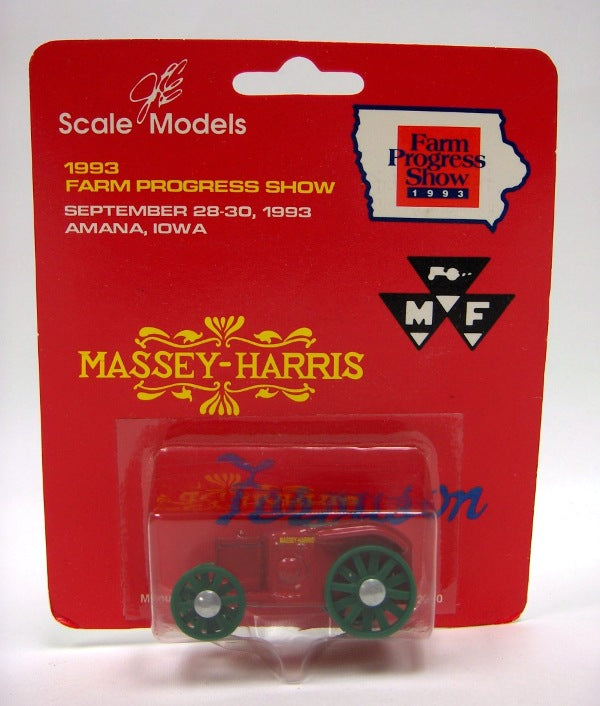 JLE
Scale Models
1993
FARM PROGRESS SHOW
SEPTEMBER 28-30, 1993
AMANA, IOWA
Farm
Progress
Show
1993
M F
MASSEY-HARRIS
Ferguson
MASSEY-HARRIS